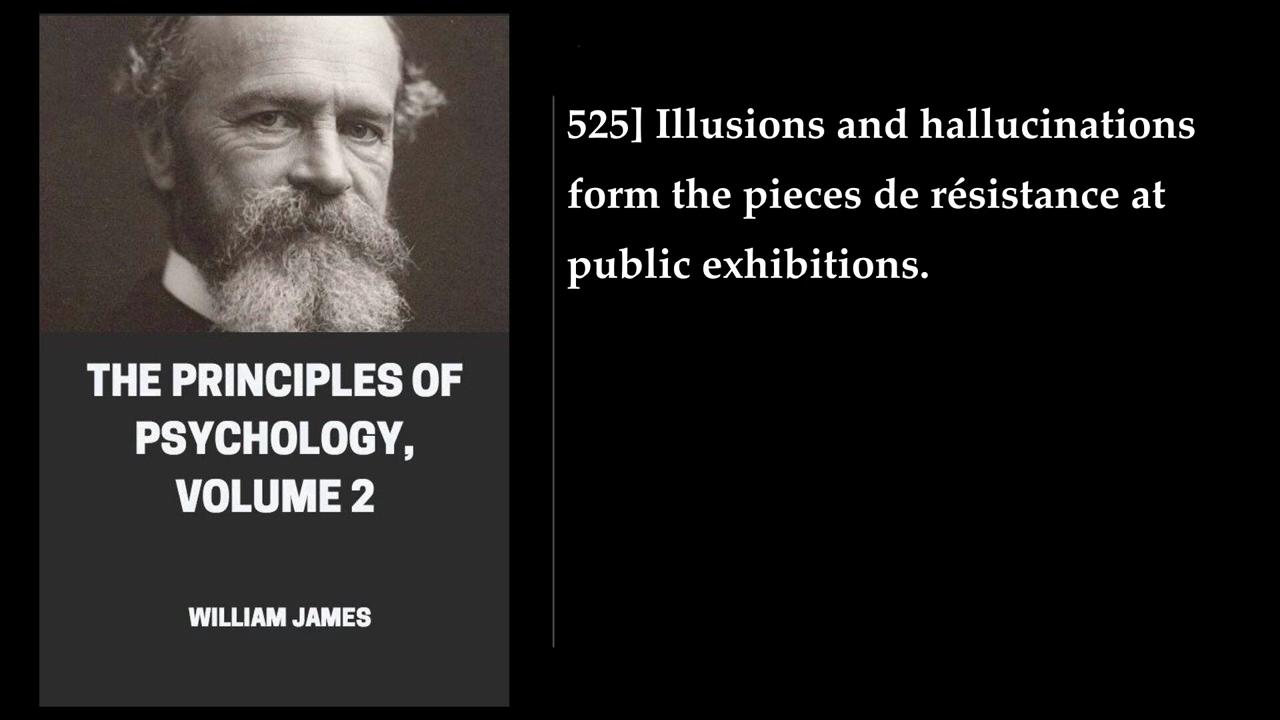 THE PRINCIPLES OF
PSYCHOLOGY,
VOLUME 2
WILLIAM JAMES
525] Illusions and hallucinations
form the pieces de résistance at
public exhibitions.